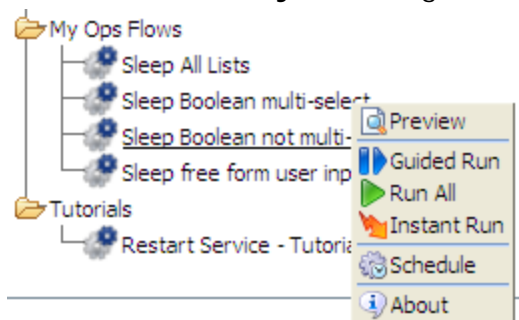 My Ops Flows
Sleep All Lists
Sleep Boolean multi-select
Sleep Boolean not multi-
Sleep free form user inp
Tutorials
Restart Service - Tutoria
Preview
Guided Run
Run All
Instant Run
Schedule
About